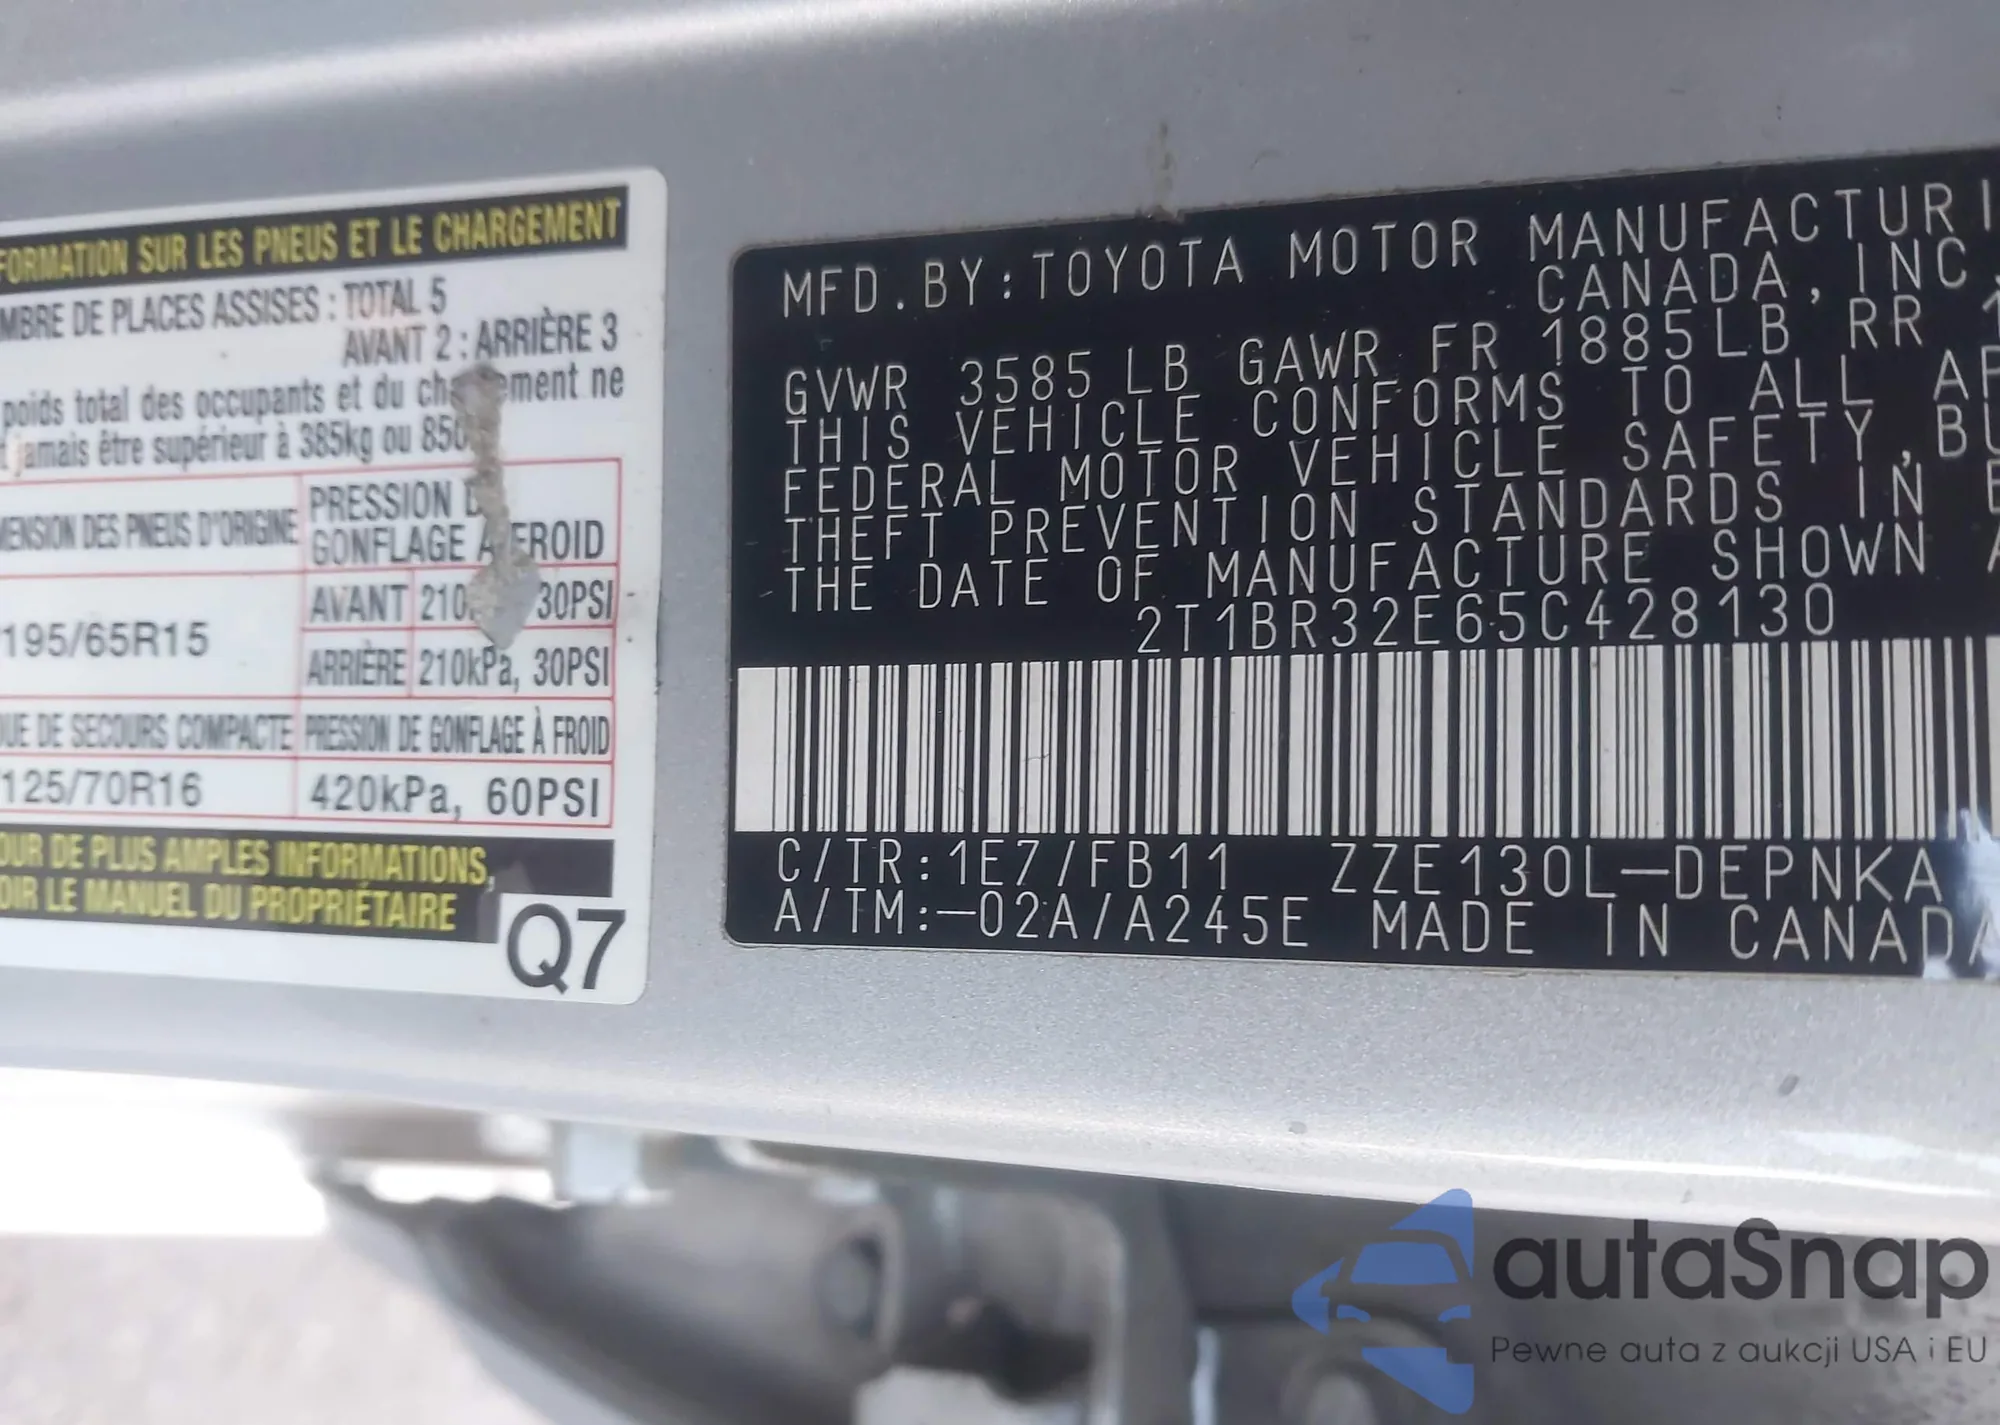 FORMATION SUR LES PNEUS ET LE CHARGEMENT
MBRE DE PLACES ASSISES : TOTAL 5
AVANT 2 : ARRIÈRE 3
poids total des occupants et du ch ement ne
t jamais être supérieur à 385kg ou 850
MENSION DES PNEUS D'ORIGINE
PRESSION D
GONFLAGE À FROID
195/65R15
AVANT 210 30PSI
ARRIÈRE 210kPa, 30PSI
UE DE SECOURS COMPACTE
PRESSION DE GONFLAGE À FROID
125/70R16
420kPa, 60PSI
OUR DE PLUS AMPLES INFORMATIONS,
OIR LE MANUEL DU PROPRIÉTAIRE
Q7
MFD. BY: TOYOTA MOTOR MANUFACTURI
CANADA, INC.
GVWR 3585LB GAWR FR 1885LB RR 1
THIS VEHICLE CONFORMS TO ALL AP
FEDERAL MOTOR VEHICLE SAFETY, BU
THEFT PREVENTION STANDARDS IN E
THE DATE OF MANUFACTURE SHOWN A
2T1BR32E65C428130
C/TR:1E7/FB11 ZZE130L-DEPNKA
A/TM:-02A/A245E MADE IN CANADA
autaSnap
Pewne auta z aukcji USA i EU